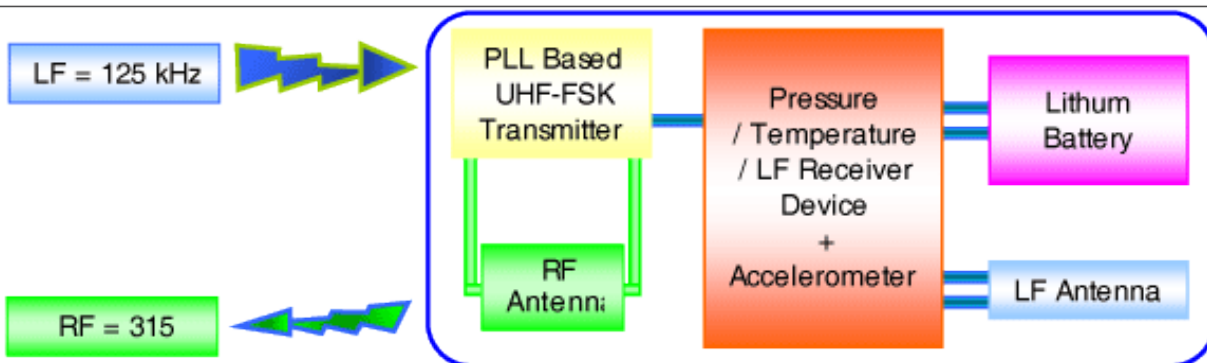 LF = 125 kHz
PLL Based
UHF-FSK
Transmitter
Pressure
/ Temperature
/ LF Receiver
Device
+
Accelerometer
Lithum
Battery
RF
Antenna
LF Antenna
RF = 315